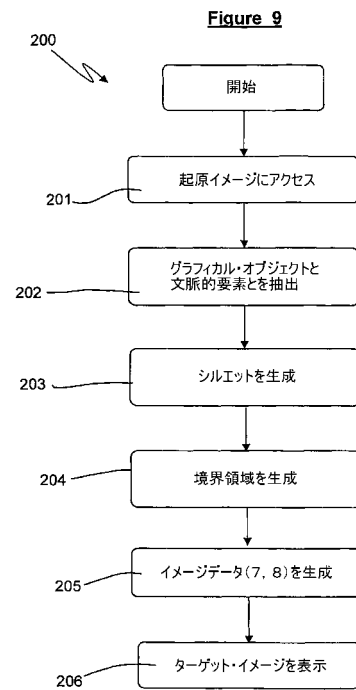 Figure 9
200
開始
起原イメージにアクセス
201
グラフィカル・オブジェクトと
文脈的要素とを抽出
202
シルエットを生成
203
境界領域を生成
204
イメージデータ(7, 8)を生成
205
ターゲット・イメージを表示
206